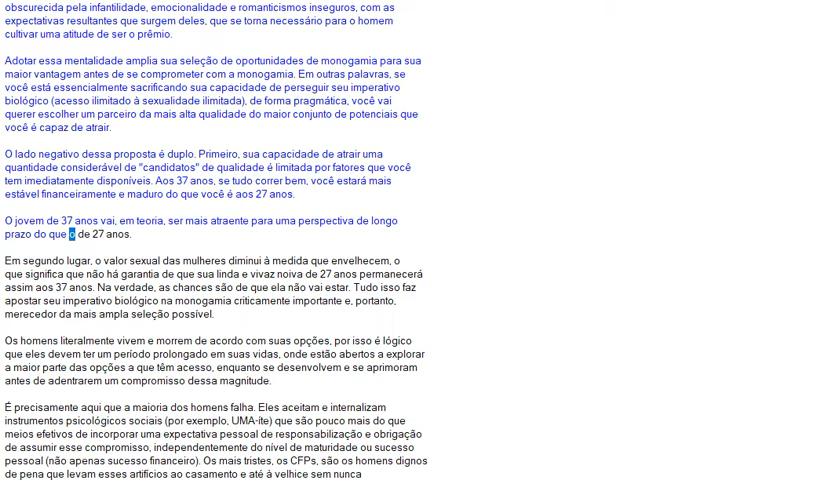 obscurecida pela infantilidade, emocionalidade e romanticismos inseguros, com as
expectativas resultantes que surgem deles, que se torna necessário para o homem
cultivar uma atitude de ser o prêmio.
Adotar essa mentalidade amplia sua seleção de oportunidades de monogamia para sua
maior vantagem antes de se comprometer com a monogamia. Em outras palavras, se
você está essencialmente sacrificando sua capacidade de perseguir seu imperativo
biológico (acesso ilimitado à sexualidade ilimitada), de forma pragmática, você vai
querer escolher um parceiro da mais alta qualidade do maior conjunto de potenciais que
você é capaz de atrair.
O lado negativo dessa proposta é duplo. Primeiro, sua capacidade de atrair uma
quantidade considerável de "candidatos" de qualidade é limitada por fatores que você
tem imediatamente disponíveis. Aos 37 anos, se tudo correr bem, você estará mais
estável financeiramente e maduro do que você é aos 27 anos.
O jovem de 37 anos vai, em teoria, ser mais atraente para uma perspectiva de longo
prazo do que o de 27 anos.
Em segundo lugar, o valor sexual das mulheres diminui à medida que envelhecem, o
que significa que não há garantia de que sua linda e vivaz noiva de 27 anos permanecerá
assim aos 37 anos. Na verdade, as chances são de que ela não vai estar. Tudo isso faz
apostar seu imperativo biológico na monogamia criticamente importante e, portanto,
merecedor da mais ampla seleção possível.
Os homens literalmente vivem e morrem de acordo com suas opções, por isso é lógico
que eles devem ter um período prolongado em suas vidas, onde estão abertos a explorar
a maior parte das opções a que têm acesso, enquanto se desenvolvem e se aprimoram
antes de adentrarem um compromisso dessa magnitude.
É precisamente aqui que a maioria dos homens falha. Eles aceitam e internalizam
instrumentos psicológicos sociais (por exemplo, UMA-íte) que são pouco mais do que
meios efetivos de incorporar uma expectativa pessoal de responsabilização e obrigação
de assumir esse compromisso, independentemente do nível de maturidade ou sucesso
pessoal (não apenas sucesso financeiro). Os mais tristes, os CFPs, são os homens dignos
de pena que levam esses artifícios ao casamento e até à velhice sem nunca